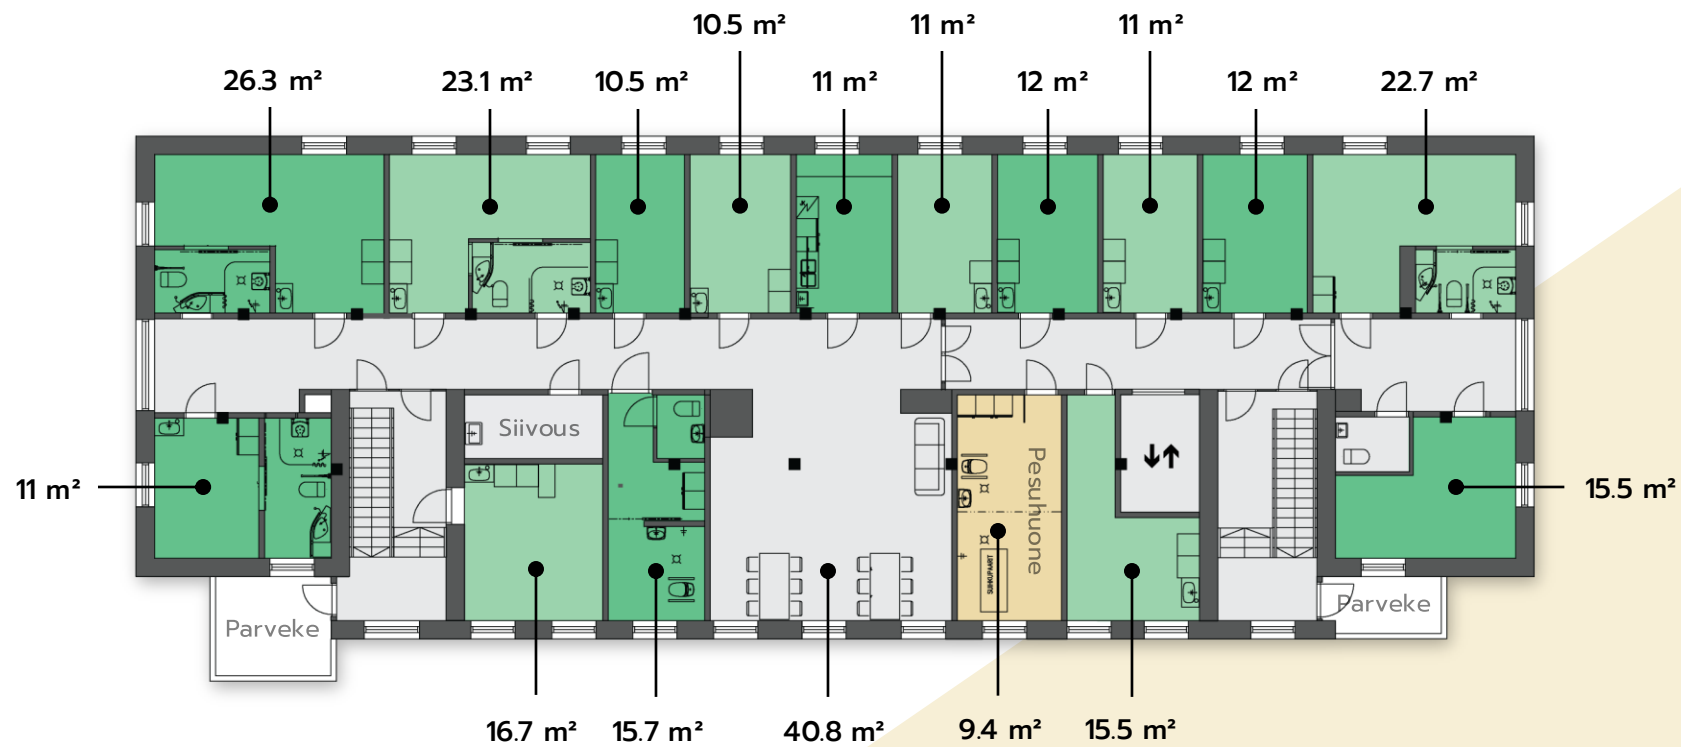 10.5 m²
11 m²
11 m²
26.3 m²
23.1 m²
10.5 m²
11 m²
12 m²
12 m²
22.7 m²
Siivous
Pesuhuone
11 m²
15.5 m²
SUIHKUPAARIT
Parveke
Parveke
16.7 m²
15.7 m²
40.8 m²
9.4 m²
15.5 m²